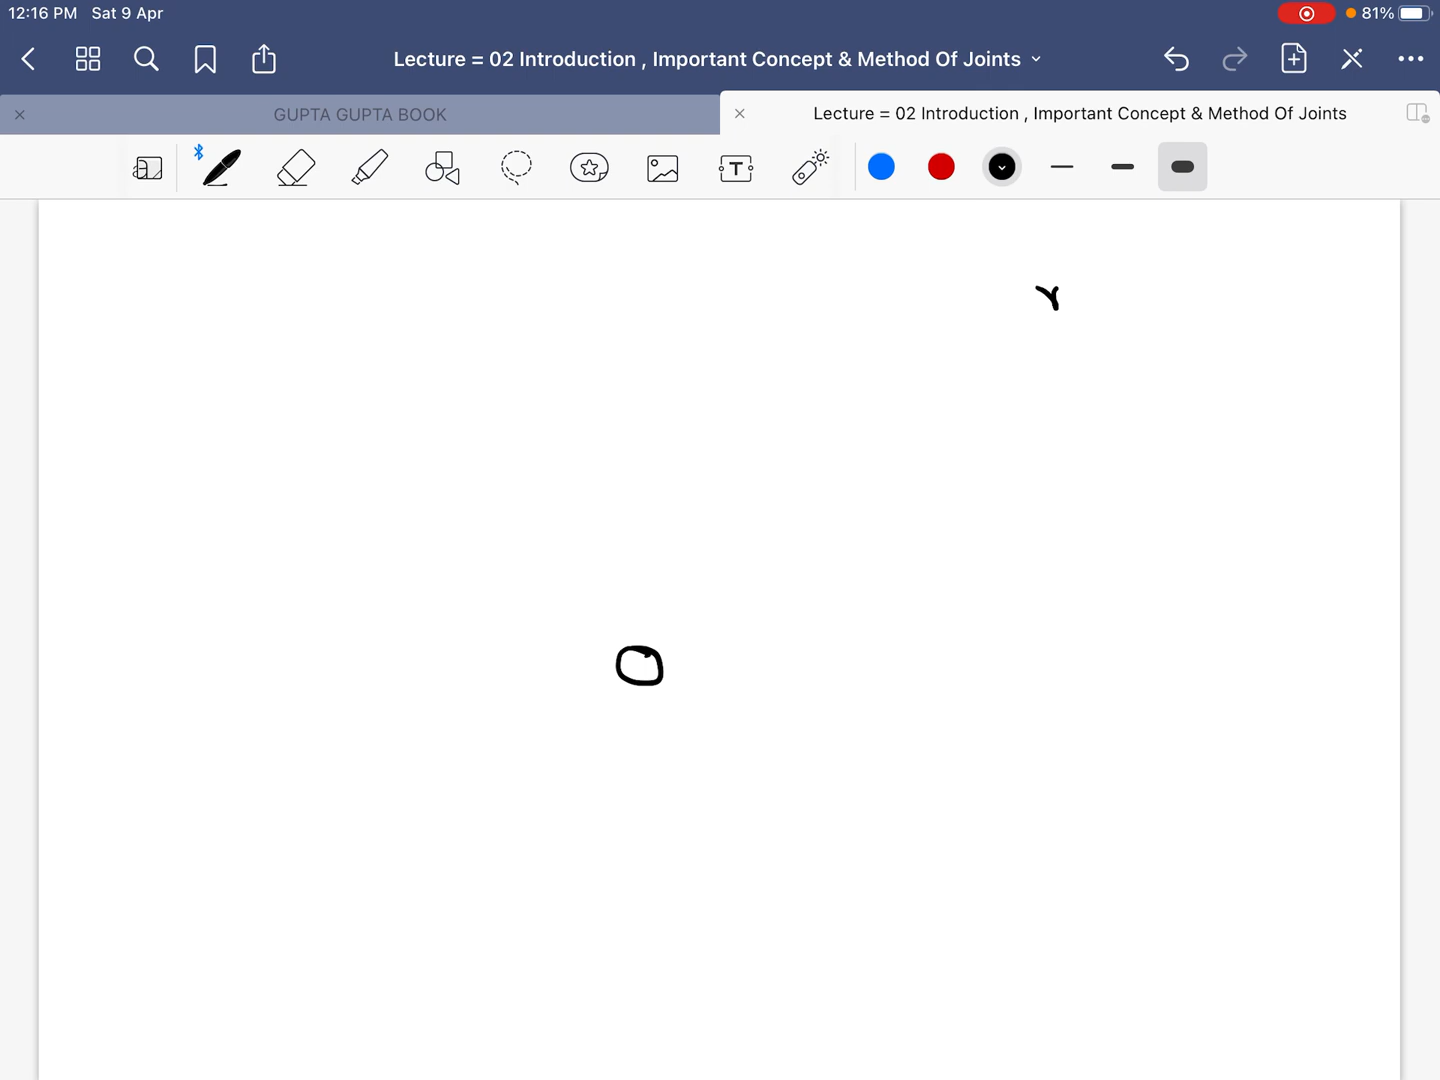 12:16 PM Sat 9 Apr
81%
Lecture = 02 Introduction , Important Concept & Method Of Joints
GUPTA GUPTA BOOK
Lecture = 02 Introduction , Important Concept & Method Of Joints